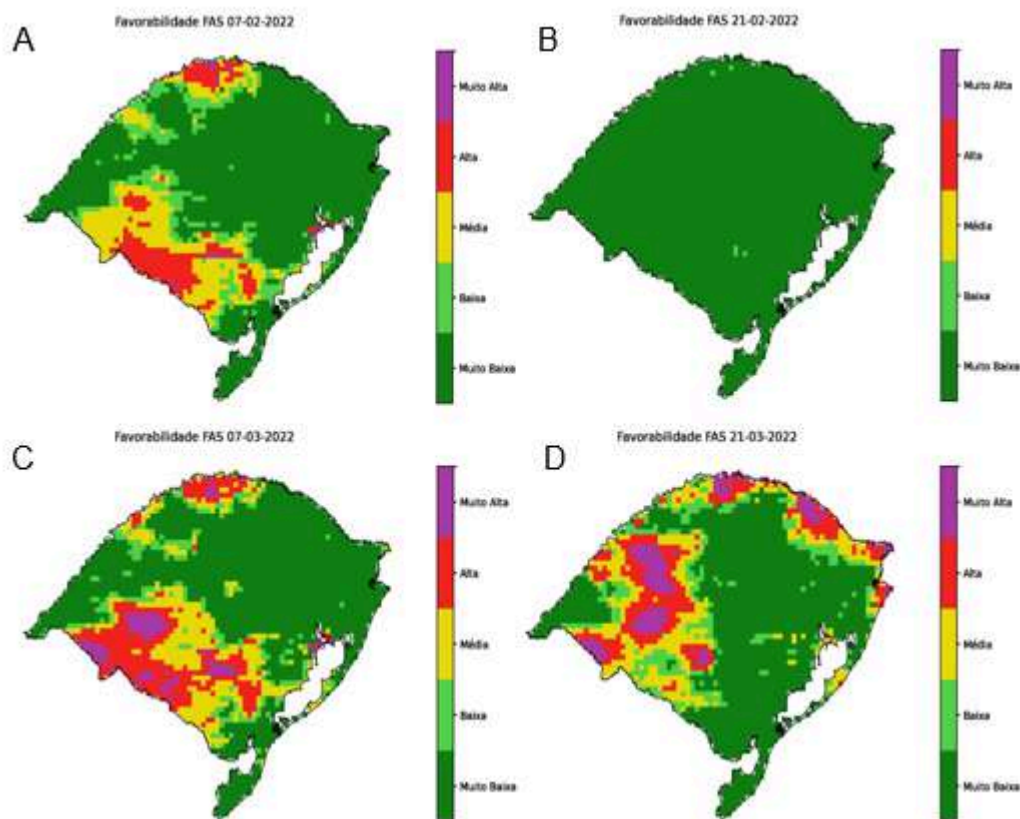 Favorabilidade FAS 07-02-2022
A
Muito Alta
Alta
Média
Baixa
Muito Baixa
Favorabilidade FAS 21-02-2022
B
Muito Alta
Alta
Média
Baixa
Muito Baixa
Favorabilidade FAS 07-03-2022
C
Muito Alta
Alta
Média
Baixa
Muito Baixa
Favorabilidade FAS 21-03-2022
D
Muito Alta
Alta
Média
Baixa
Muito Baixa